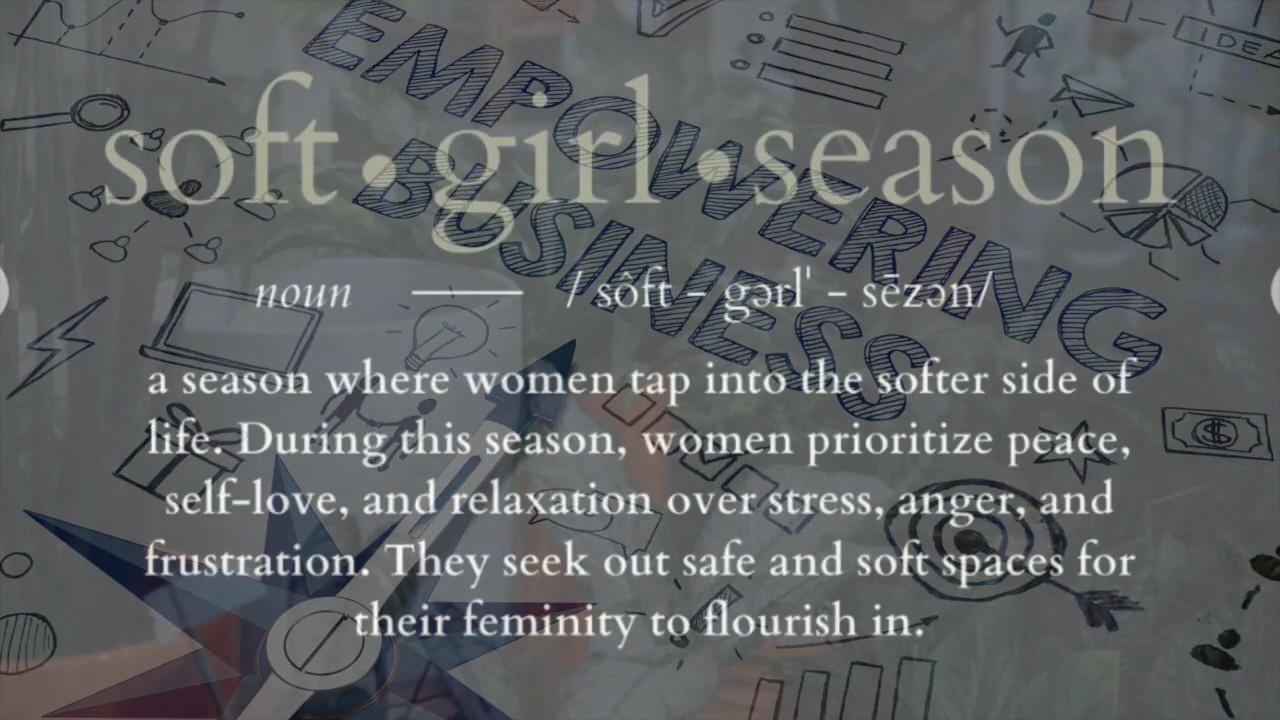 EMPOWERING
BUSINESS
IDEA
soft•girl•season
noun —— / sôft - gərl' - sēzən/
a season where women tap into the softer side of
life. During this season, women prioritize peace,
self-love, and relaxation over stress, anger, and
frustration. They seek out safe and soft spaces for
their feminity to flourish in.
$